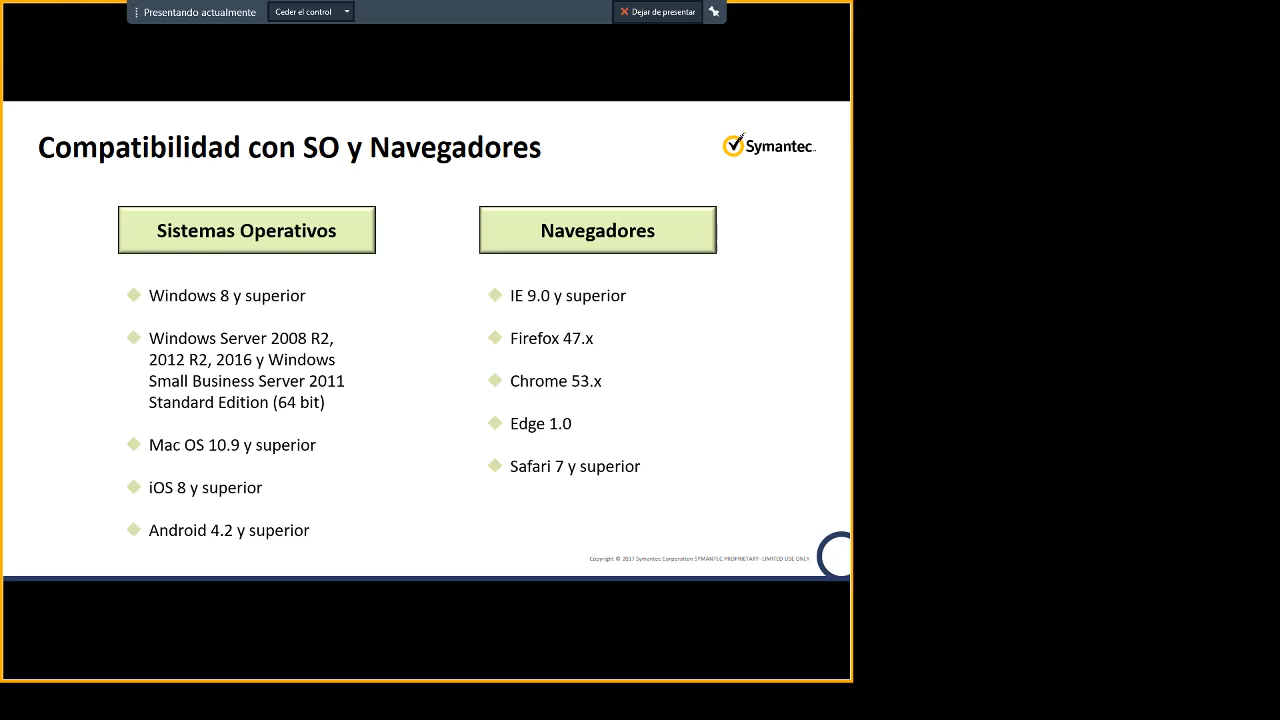 Presentando actualmente
Ceder el control
Dejar de presentar
Compatibilidad con SO y Navegadores
Symantec
Sistemas Operativos
Windows 8 y superior
Windows Server 2008 R2,
2012 R2, 2016 y Windows
Small Business Server 2011
Standard Edition (64 bit)
Mac OS 10.9 y superior
iOS 8 y superior
Android 4.2 y superior
Navegadores
IE 9.0 y superior
Firefox 47.x
Chrome 53.x
Edge 1.0
Safari 7 y superior
Copyright © 2017 Symantec Corporation SYMANTEC PROPRIETARY- LIMITED USE ONLY